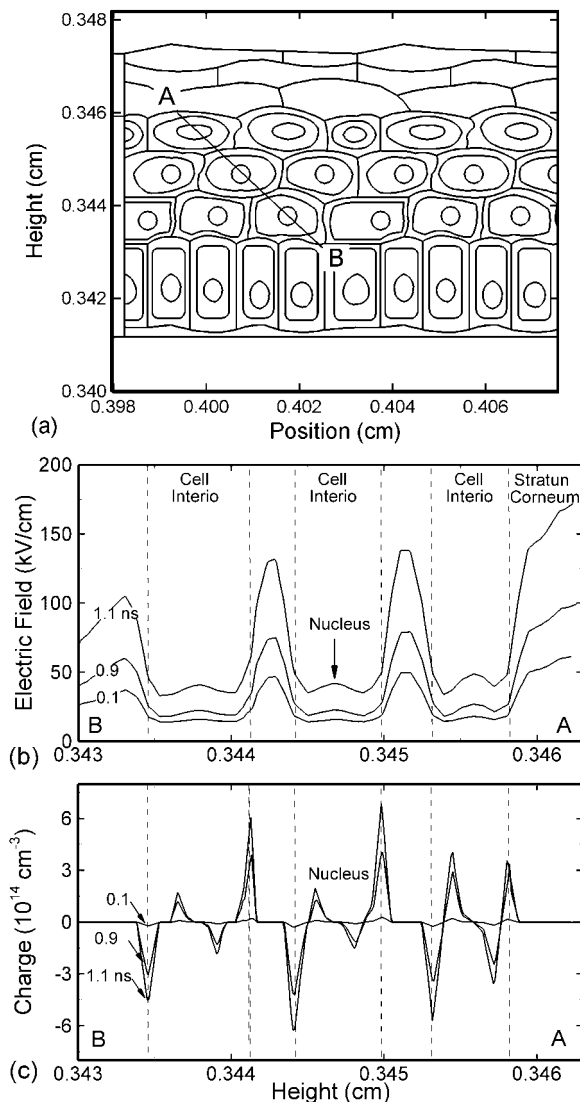 0.348
0.346
0.344
0.342
0.340
Height (cm)
A
B
0.398 0.400 0.402 0.404 0.406
(a) Position (cm)
200
150
100
50
0
Electric Field (kV/cm)
Cell Interio
Cell Interio
Cell Interio
Stratun Corneum
1.1 ns
0.9
0.1
Nucleus
B A
(b) 0.343 0.344 0.345 0.346
6
3
0
-3
-6
Charge (10^14 cm^-3)
0.1
0.9
1.1 ns
Nucleus
B A
0.343 0.344 0.345 0.346
(c) Height (cm)